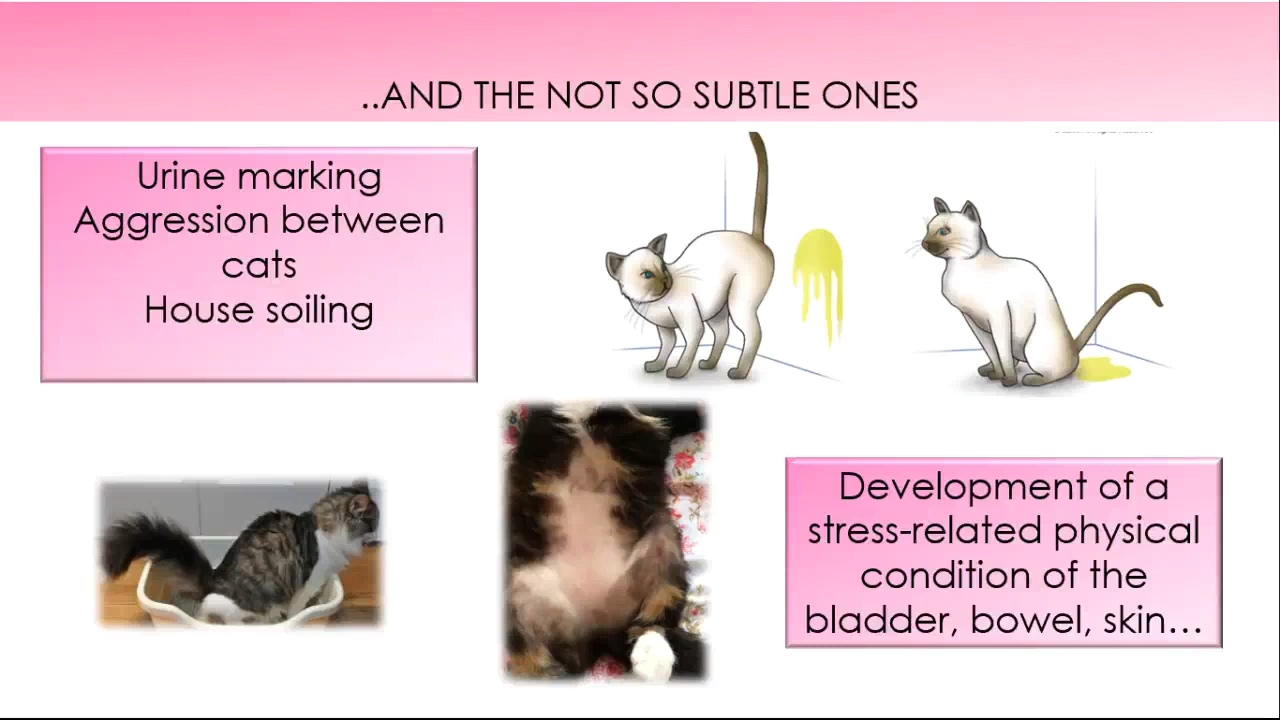 ..AND THE NOT SO SUBTLE ONES
Urine marking
Aggression between
cats
House soiling
Development of a
stress-related physical
condition of the
bladder, bowel, skin...